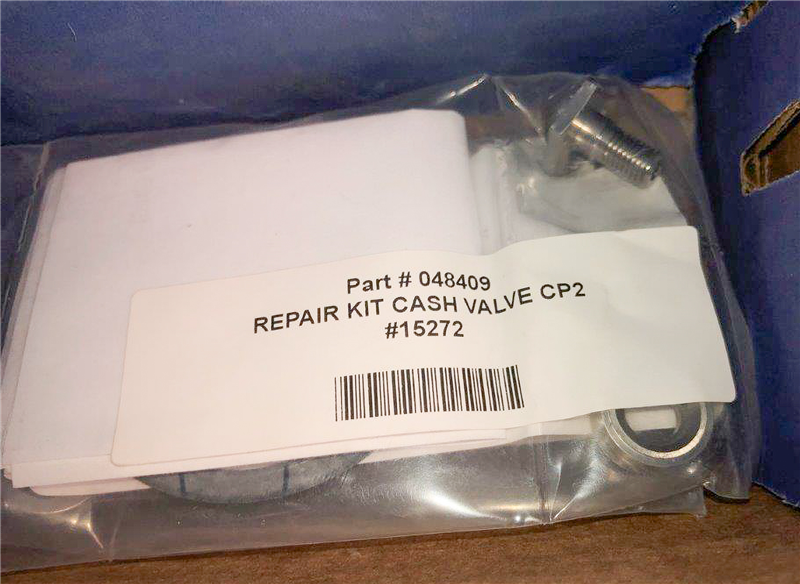 Part # 048409
REPAIR KIT CASH VALVE CP2
#15272